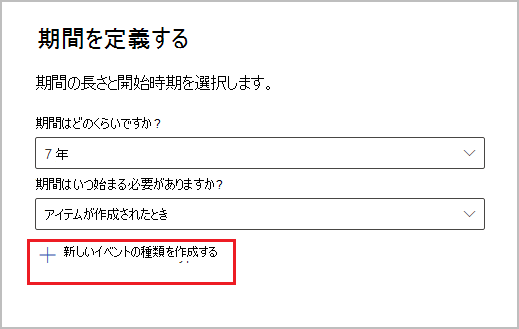 期間を定義する
期間の長さと開始時期を選択します。
期間はどのくらいですか?
7 年
期間はいつ始まる必要がありますか?
アイテムが作成されたとき
新しいイベントの種類を作成する